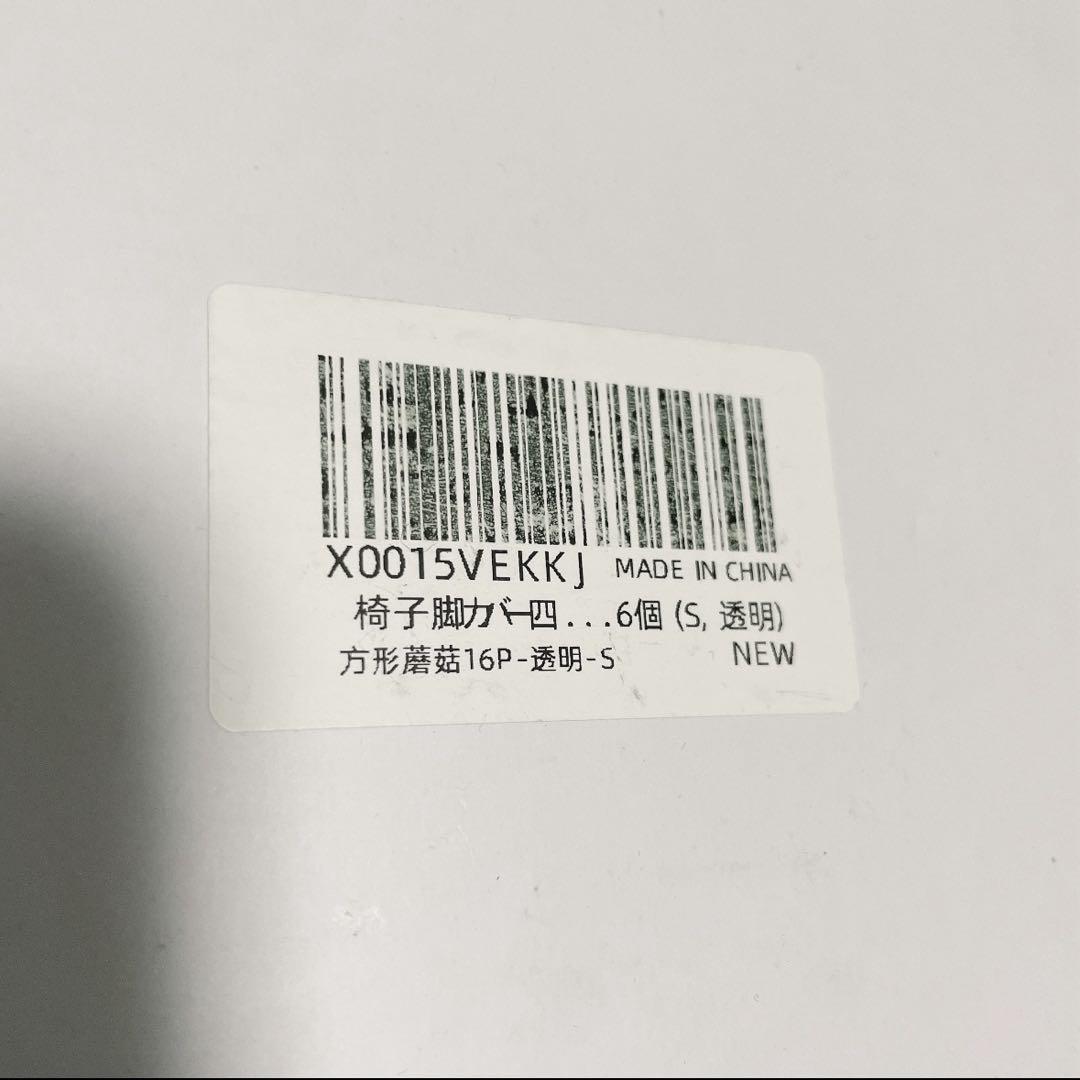 X0015VEKKJ MADE IN CHINA
椅子脚カバー四...6個 (S, 透明)
方形蘑菇16P-透明-S NEW